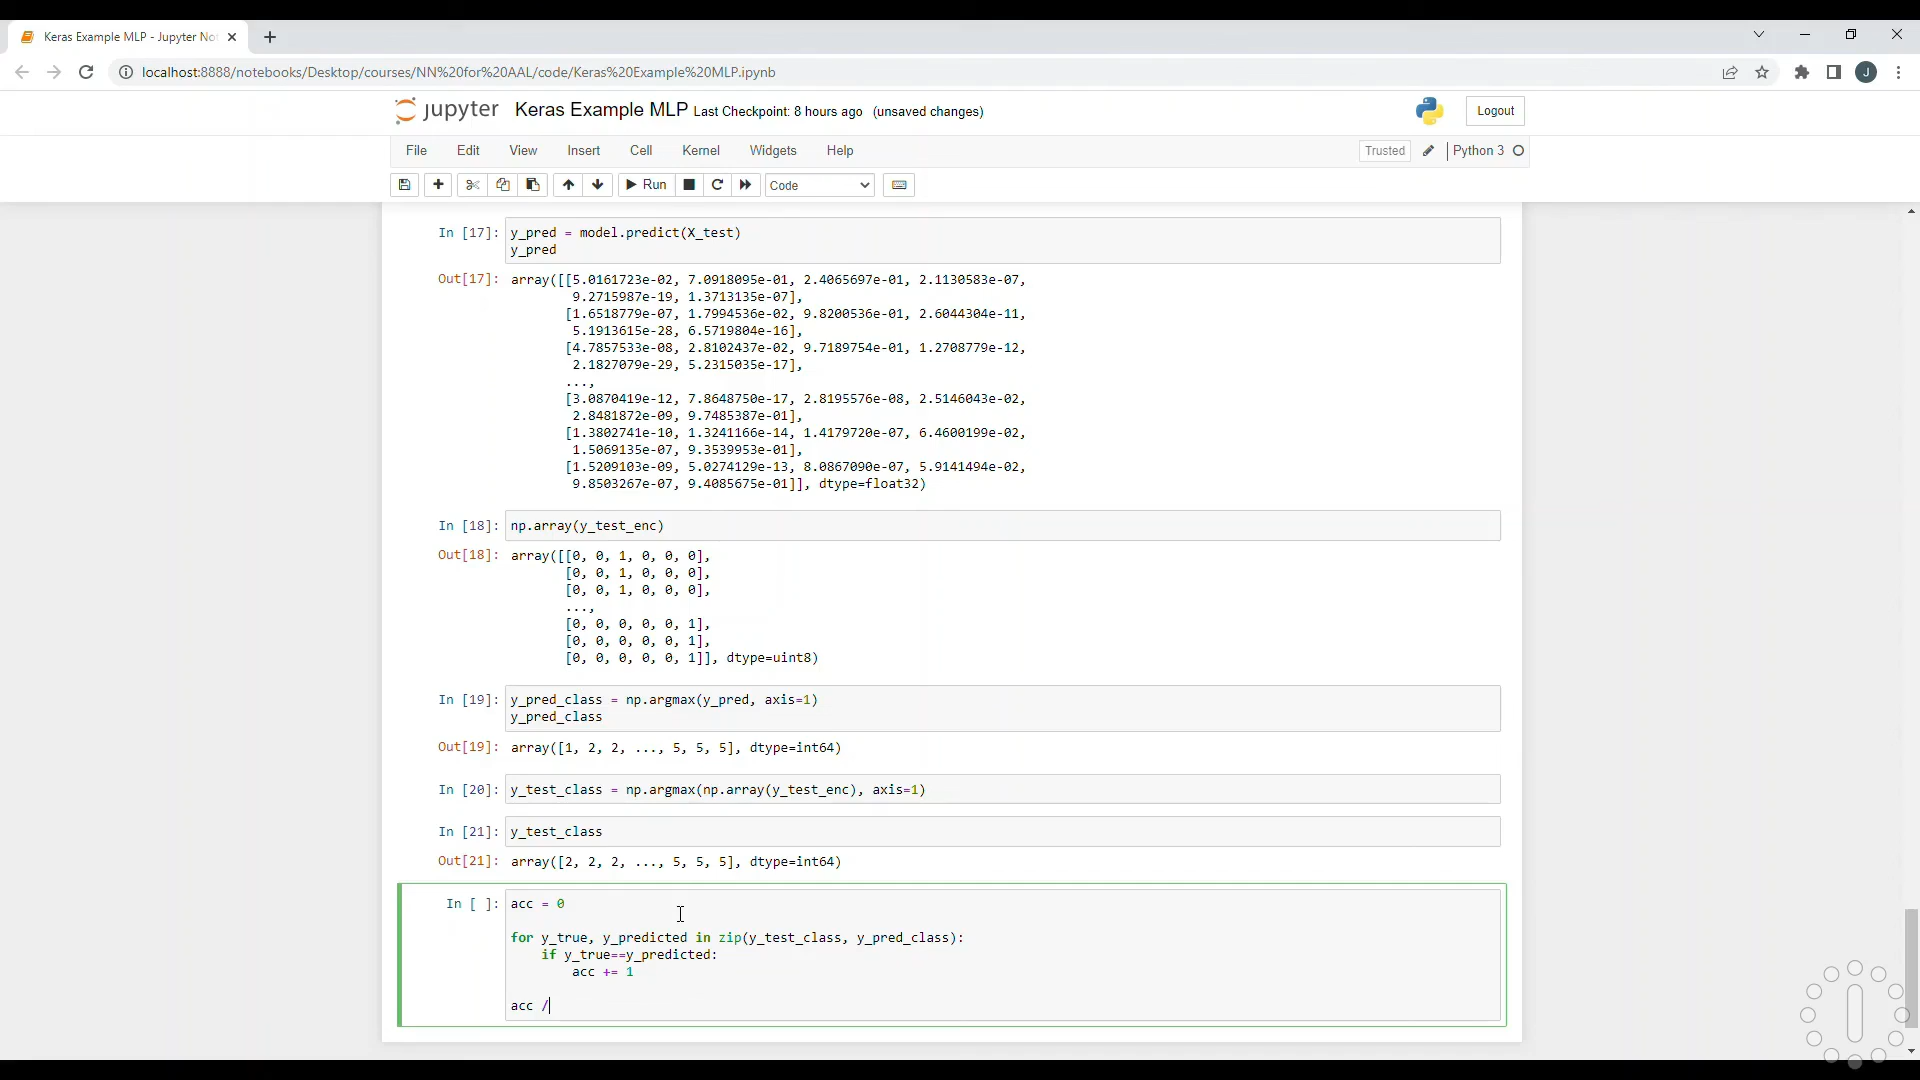 Keras Example MLP - Jupyter No
localhost:8888/notebooks/Desktop/courses/NN%20for%20AAL/code/Keras%20Example%20MLP.ipynb
J
jupyter Keras Example MLP Last Checkpoint: 8 hours ago (unsaved changes)
Logout
File Edit View Insert Cell Kernel Widgets Help
Trusted Python 3
Run Code
In [17]: y_pred = model.predict(X_test)
y_pred
Out[17]: array([[5.0161723e-02, 7.0918095e-01, 2.4065697e-01, 2.1130583e-07,
9.2715987e-19, 1.3713135e-07],
[1.6518779e-07, 1.7994536e-02, 9.8200536e-01, 2.6044304e-11,
5.1913615e-28, 6.5719804e-16],
[4.7857533e-08, 2.8102437e-02, 9.7189754e-01, 1.2708779e-12,
2.1827079e-29, 5.2315035e-17],
...,
[3.0870419e-12, 7.8648750e-17, 2.8195576e-08, 2.5146043e-02,
2.8481872e-09, 9.7485387e-01],
[1.3802741e-10, 1.3241166e-14, 1.4179720e-07, 6.4600199e-02,
1.5069135e-07, 9.3539953e-01],
[1.5209103e-09, 5.0274129e-13, 8.0867090e-07, 5.9141494e-02,
9.8503267e-07, 9.4085675e-01]], dtype=float32)
In [18]: np.array(y_test_enc)
Out[18]: array([[0, 0, 1, 0, 0, 0],
[0, 0, 1, 0, 0, 0],
[0, 0, 1, 0, 0, 0],
...,
[0, 0, 0, 0, 0, 1],
[0, 0, 0, 0, 0, 1],
[0, 0, 0, 0, 0, 1]], dtype=uint8)
In [19]: y_pred_class = np.argmax(y_pred, axis=1)
y_pred_class
Out[19]: array([1, 2, 2, ..., 5, 5, 5], dtype=int64)
In [20]: y_test_class = np.argmax(np.array(y_test_enc), axis=1)
In [21]: y_test_class
Out[21]: array([2, 2, 2, ..., 5, 5, 5], dtype=int64)
In [ ]: acc = 0
for y_true, y_predicted in zip(y_test_class, y_pred_class):
if y_true==y_predicted:
acc += 1
acc /